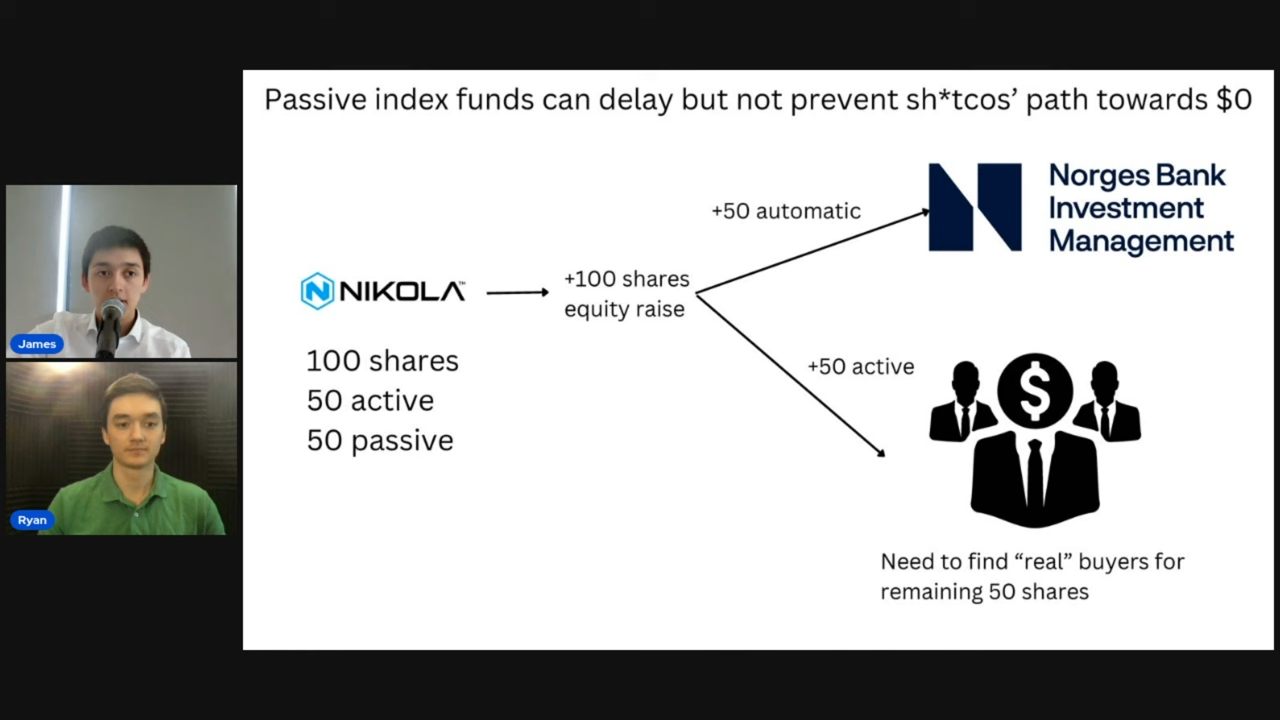 Passive index funds can delay but not prevent sh*tcos’ path towards $0
Norges Bank
Investment
Management
+50 automatic
NIKOLA™
+100 shares
equity raise
100 shares
50 active
50 passive
+50 active
$
Need to find “real” buyers for
remaining 50 shares
James
Ryan